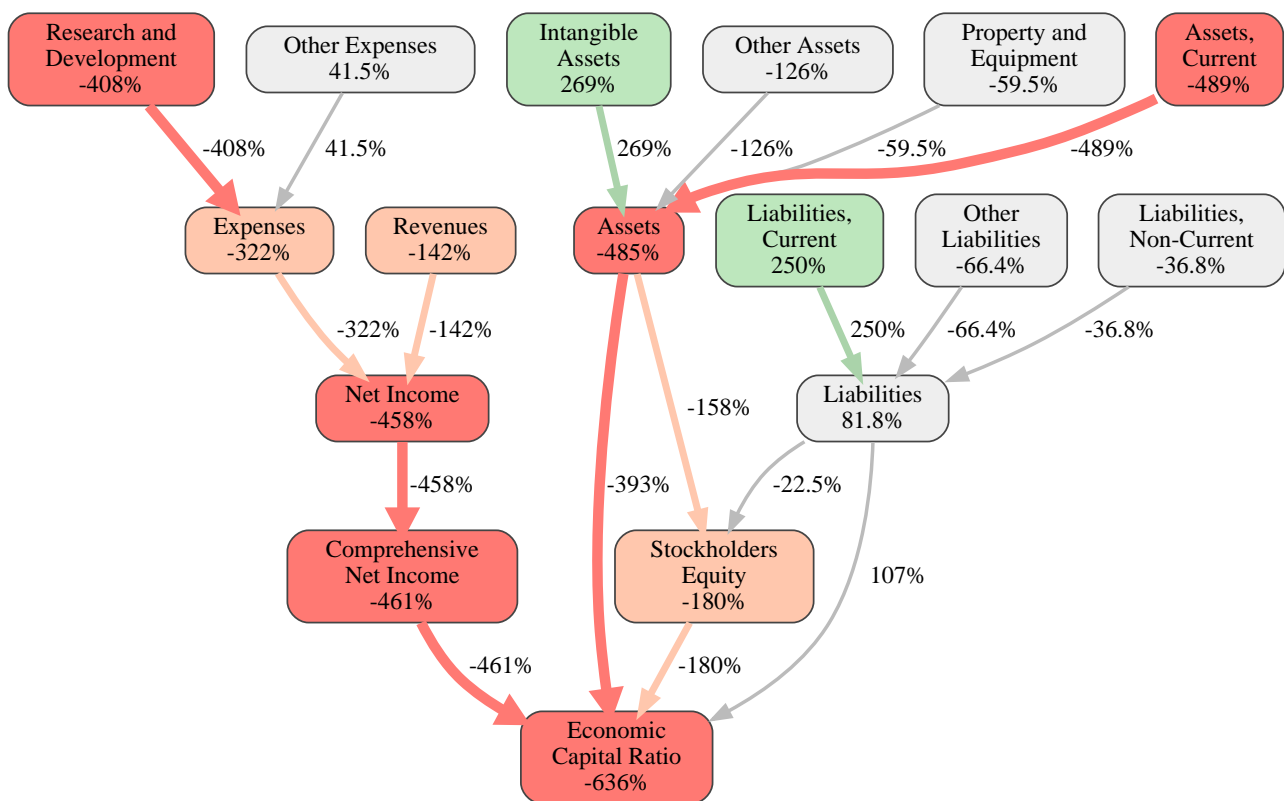 Research and
Development
-408%
Other Expenses
41.5%
Intangible
Assets
269%
Other Assets
-126%
Property and
Equipment
-59.5%
Assets,
Current
-489%
-408%
41.5%
269%
-126%
-59.5%
-489%
Expenses
-322%
Revenues
-142%
Assets
-485%
Liabilities,
Current
250%
Other
Liabilities
-66.4%
Liabilities,
Non-Current
-36.8%
-322%
-142%
250%
-66.4%
-36.8%
Net Income
-458%
-158%
Liabilities
81.8%
-458%
-393%
-22.5%
Comprehensive
Net Income
-461%
Stockholders
Equity
-180%
107%
-461%
-180%
Economic
Capital Ratio
-636%